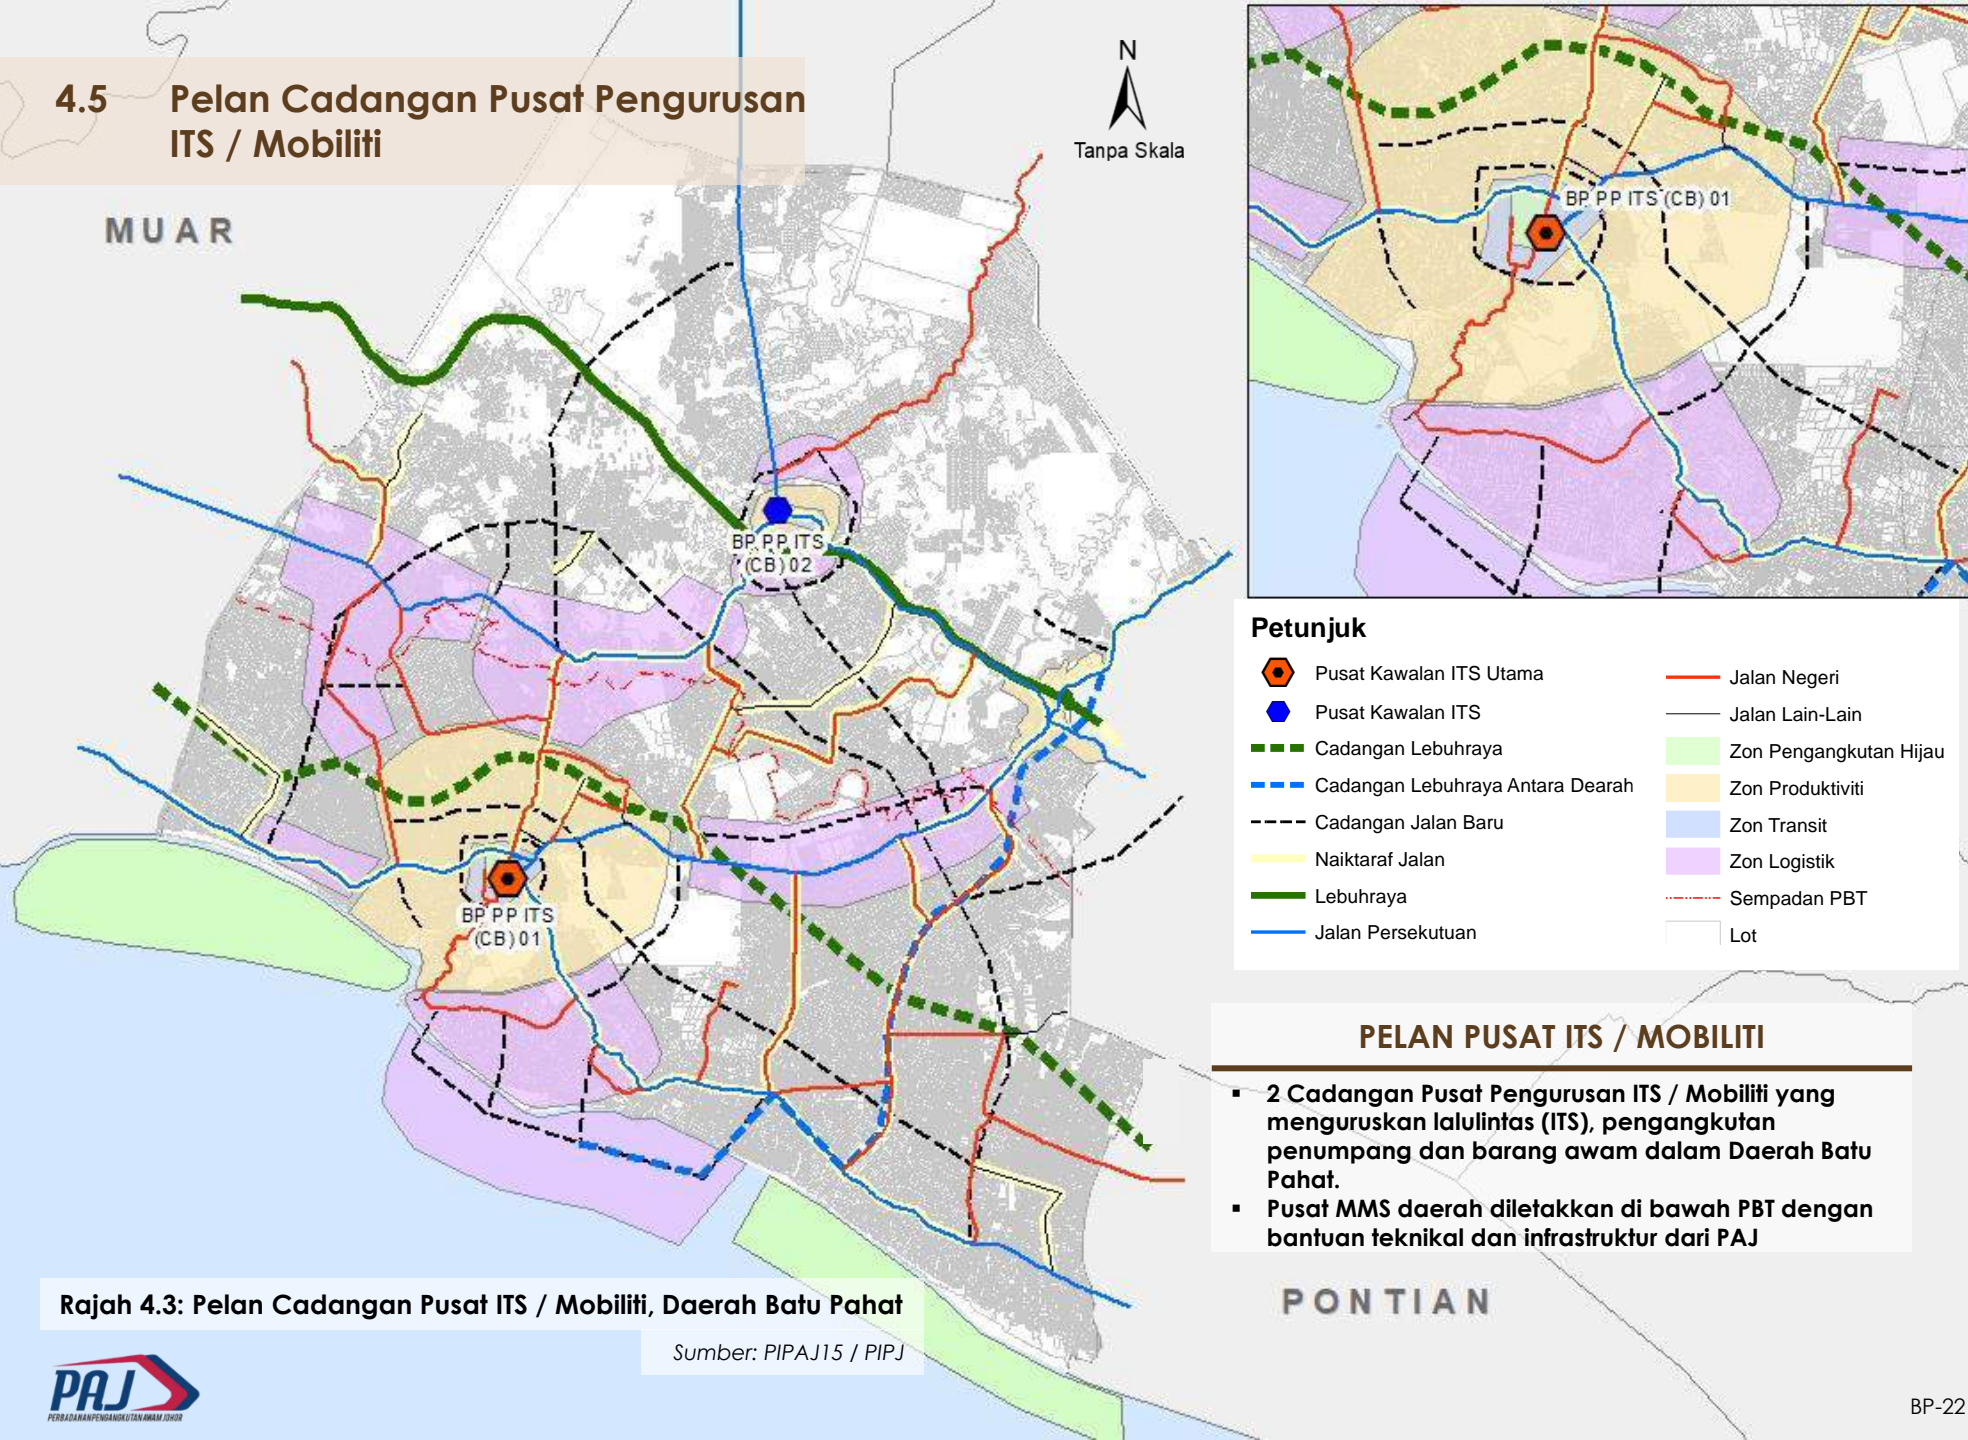 4.5 Pelan Cadangan Pusat Pengurusan
ITS / Mobiliti
MUAR
N
Tanpa Skala
BP PP ITS (CB) 01
BP PP ITS
(CB) 02
BP PP ITS
(CB) 01
Petunjuk
Pusat Kawalan ITS Utama
Pusat Kawalan ITS
Cadangan Lebuhraya
Cadangan Lebuhraya Antara Dearah
Cadangan Jalan Baru
Naiktaraf Jalan
Lebuhraya
Jalan Persekutuan
Jalan Negeri
Jalan Lain-Lain
Zon Pengangkutan Hijau
Zon Produktiviti
Zon Transit
Zon Logistik
Sempadan PBT
Lot
PELAN PUSAT ITS / MOBILITI
▪ 2 Cadangan Pusat Pengurusan ITS / Mobiliti yang
menguruskan lalulintas (ITS), pengangkutan
penumpang dan barang awam dalam Daerah Batu
Pahat.
▪ Pusat MMS daerah diletakkan di bawah PBT dengan
bantuan teknikal dan infrastruktur dari PAJ
PONTIAN
Rajah 4.3: Pelan Cadangan Pusat ITS / Mobiliti, Daerah Batu Pahat
Sumber: PIPAJ15 / PIPJ
PAJ
PERBADANAN PENGANGKUTAN AWAM JOHOR
BP-22